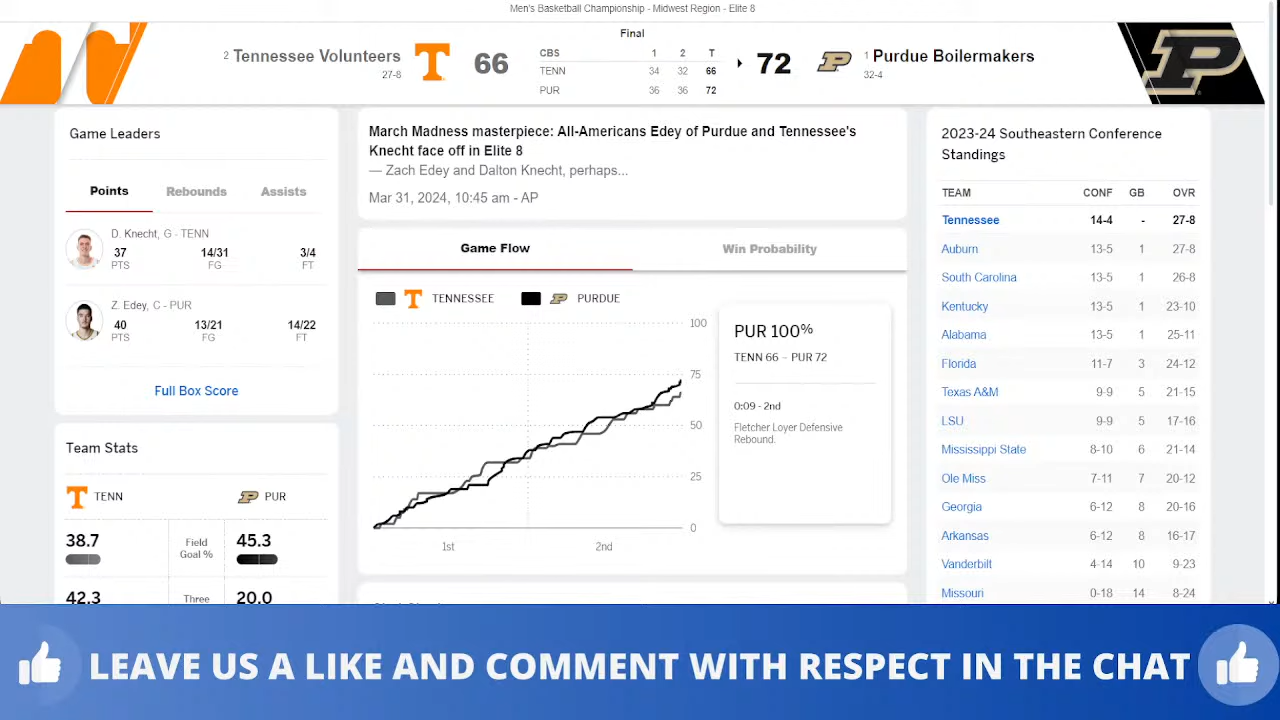 Men's Basketball Championship - Midwest Region - Elite 8
2 Tennessee Volunteers
27-8
T
66
Final
CBS 1 2 T
TENN 34 32 66
PUR 36 36 72
72
P
1 Purdue Boilermakers
32-4
P
Game Leaders
Points Rebounds Assists
D. Knecht, G - TENN
37 14/31 3/4
PTS FG FT
Z. Edey, C - PUR
40 13/21 14/22
PTS FG FT
Full Box Score
Team Stats
T TENN P PUR
38.7 Field Goal % 45.3
42.3 Three 20.0
March Madness masterpiece: All-Americans Edey of Purdue and Tennessee's
Knecht face off in Elite 8
— Zach Edey and Dalton Knecht, perhaps...
Mar 31, 2024, 10:45 am - AP
Game Flow Win Probability
T TENNESSEE P PURDUE
100
75
50
25
0
1st 2nd
PUR 100%
TENN 66 - PUR 72
0:09 - 2nd
Fletcher Loyer Defensive
Rebound.
2023-24 Southeastern Conference
Standings
TEAM CONF GB OVR
Tennessee 14-4 - 27-8
Auburn 13-5 1 27-8
South Carolina 13-5 1 26-8
Kentucky 13-5 1 23-10
Alabama 13-5 1 25-11
Florida 11-7 3 24-12
Texas A&M 9-9 5 21-15
LSU 9-9 5 17-16
Mississippi State 8-10 6 21-14
Ole Miss 7-11 7 20-12
Georgia 6-12 8 20-16
Arkansas 6-12 8 16-17
Vanderbilt 4-14 10 9-23
Missouri 0-18 14 8-24
LEAVE US A LIKE AND COMMENT WITH RESPECT IN THE CHAT